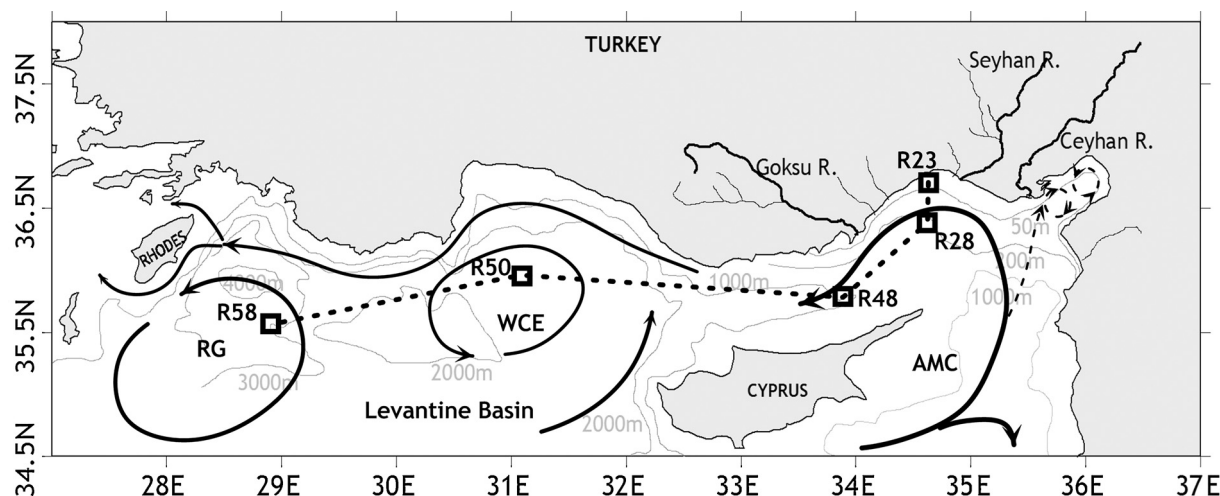 TURKEY
Seyhan R.
37.5N
Ceyhan R.
R23
Goksu R.
36.5N
50m
R28
RHODES
200m
R50
4000m
1000m
1000m
R48
R58
35.5N
WCE
RG
AMC
2000m
3000m
CYPRUS
Levantine Basin
2000m
34.5N
28E
29E
30E
31E
32E
33E
34E
35E
36E
37E